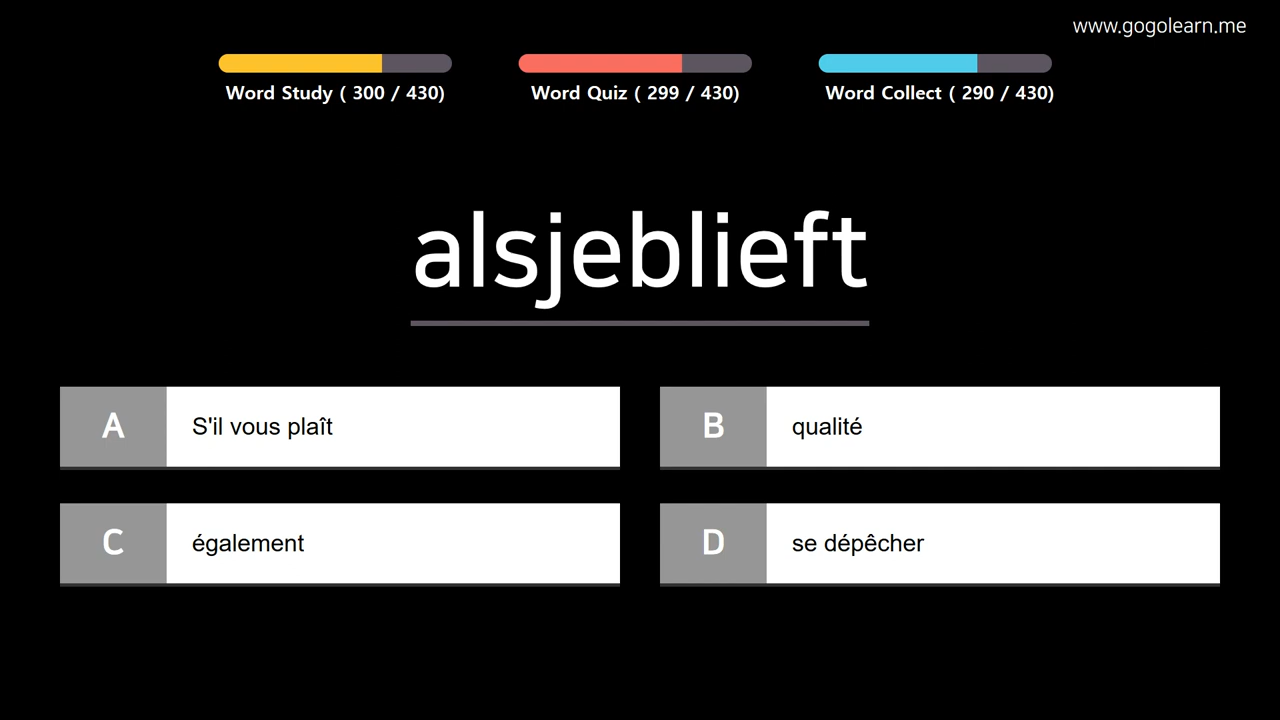 www.gogolearn.me
Word Study ( 300 / 430)
Word Quiz ( 299 / 430)
Word Collect ( 290 / 430)
alsjeblieft
A S'il vous plaît
B qualité
C également
D se dépêcher